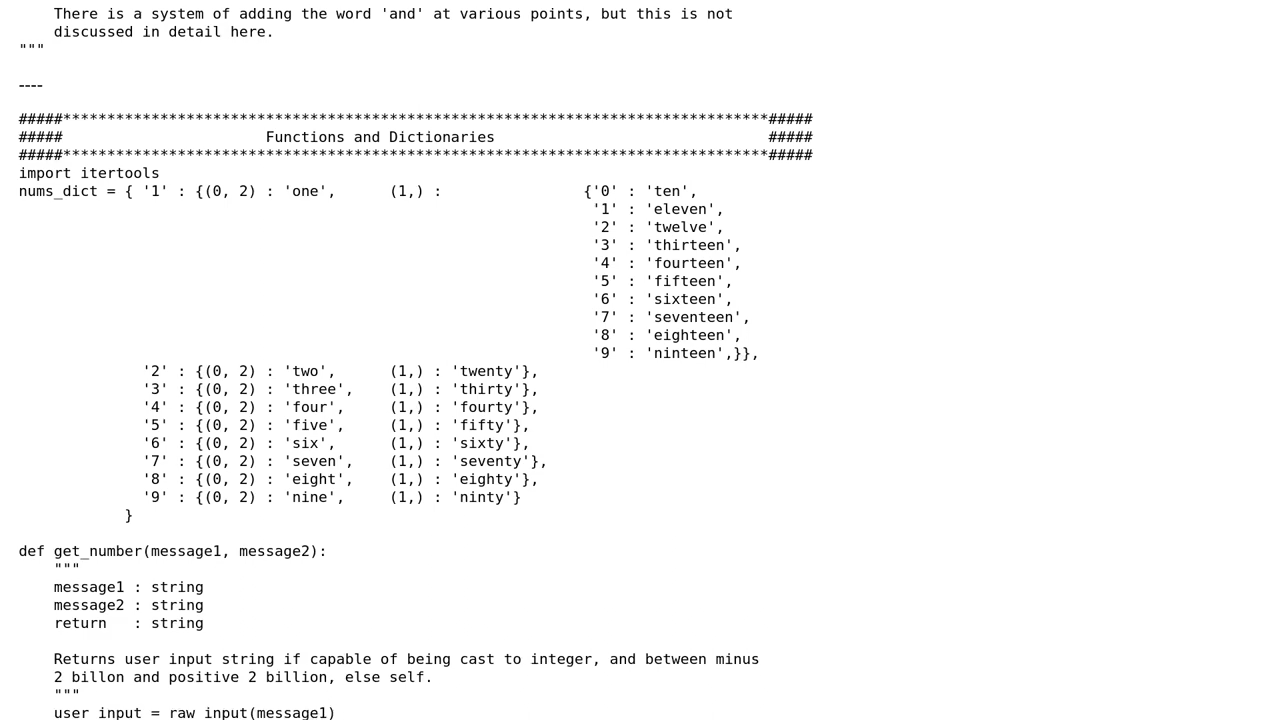 There is a system of adding the word 'and' at various points, but this is not
    discussed in detail here.
"""
----
#####********************************************************************************#####
#####                       Functions and Dictionaries                               #####
#####********************************************************************************#####
import itertools
nums_dict = { '1' : {(0, 2) : 'one',      (1,) :                {'0' : 'ten',
                                                                 '1' : 'eleven',
                                                                 '2' : 'twelve',
                                                                 '3' : 'thirteen',
                                                                 '4' : 'fourteen',
                                                                 '5' : 'fifteen',
                                                                 '6' : 'sixteen',
                                                                 '7' : 'seventeen',
                                                                 '8' : 'eighteen',
                                                                 '9' : 'ninteen',}},
              '2' : {(0, 2) : 'two',      (1,) : 'twenty'},
              '3' : {(0, 2) : 'three',    (1,) : 'thirty'},
              '4' : {(0, 2) : 'four',     (1,) : 'fourty'},
              '5' : {(0, 2) : 'five',     (1,) : 'fifty'},
              '6' : {(0, 2) : 'six',      (1,) : 'sixty'},
              '7' : {(0, 2) : 'seven',    (1,) : 'seventy'},
              '8' : {(0, 2) : 'eight',    (1,) : 'eighty'},
              '9' : {(0, 2) : 'nine',     (1,) : 'ninty'}
            }
def get_number(message1, message2):
    """
    message1 : string
    message2 : string
    return   : string
    Returns user input string if capable of being cast to integer, and between minus
    2 billon and positive 2 billion, else self.
    """
    user_input = raw_input(message1)